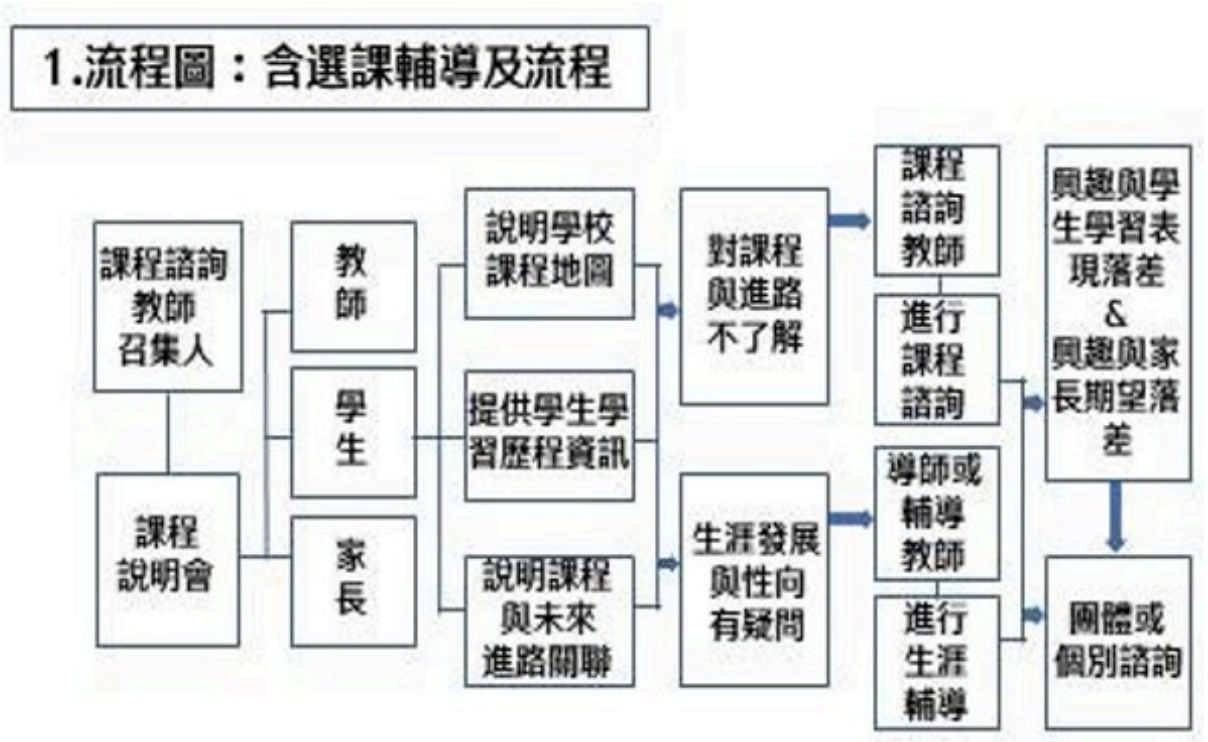 1.流程圖：含選課輔導及流程
課程諮詢
教師
召集人
課程
說明會
教
師
學
生
家
長
說明學校
課程地圖
提供學生學
習歷程資訊
說明課程
與未來
進路關聯
對課程
與進路
不了解
生涯發展
與性向
有疑問
課程
諮詢
教師
進行
課程
諮詢
導師或
輔導
教師
進行
生涯
輔導
興趣與學
生學習表
現落差
&
興趣與家
長期望落
差
團體或
個別諮詢